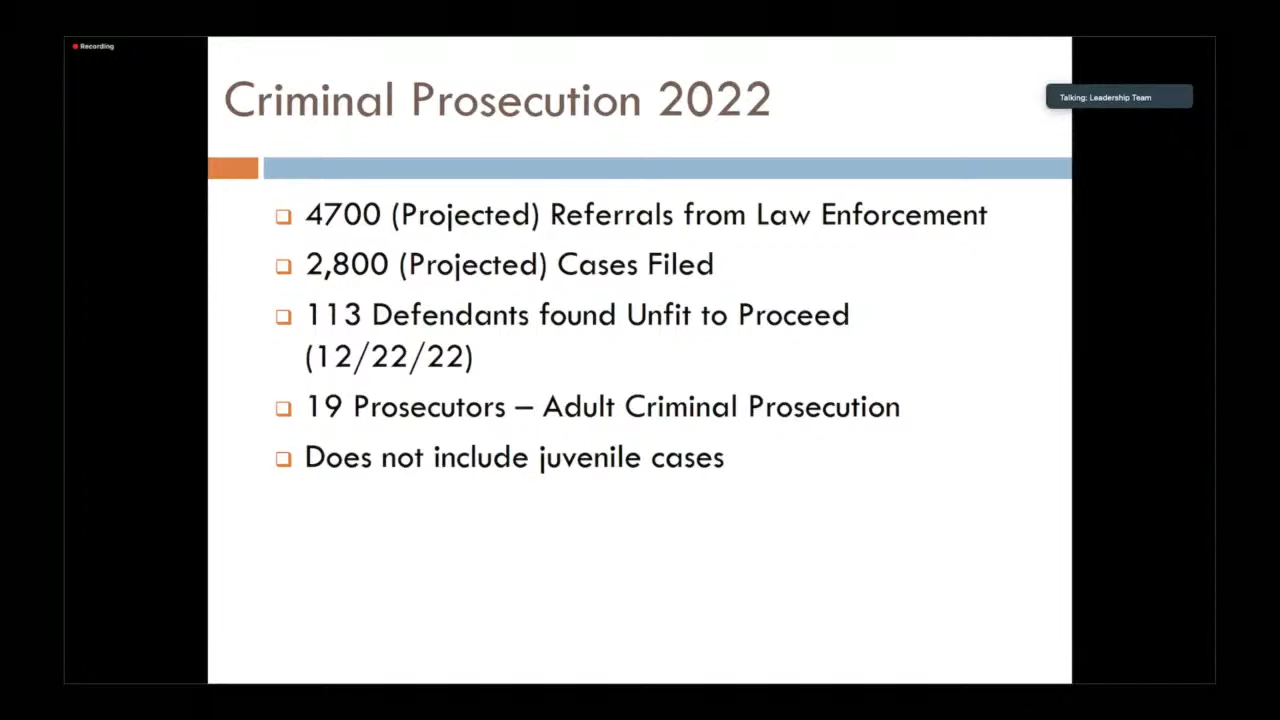 Recording
Criminal Prosecution 2022
Talking: Leadership Team
4700 (Projected) Referrals from Law Enforcement
2,800 (Projected) Cases Filed
113 Defendants found Unfit to Proceed
(12/22/22)
19 Prosecutors – Adult Criminal Prosecution
Does not include juvenile cases